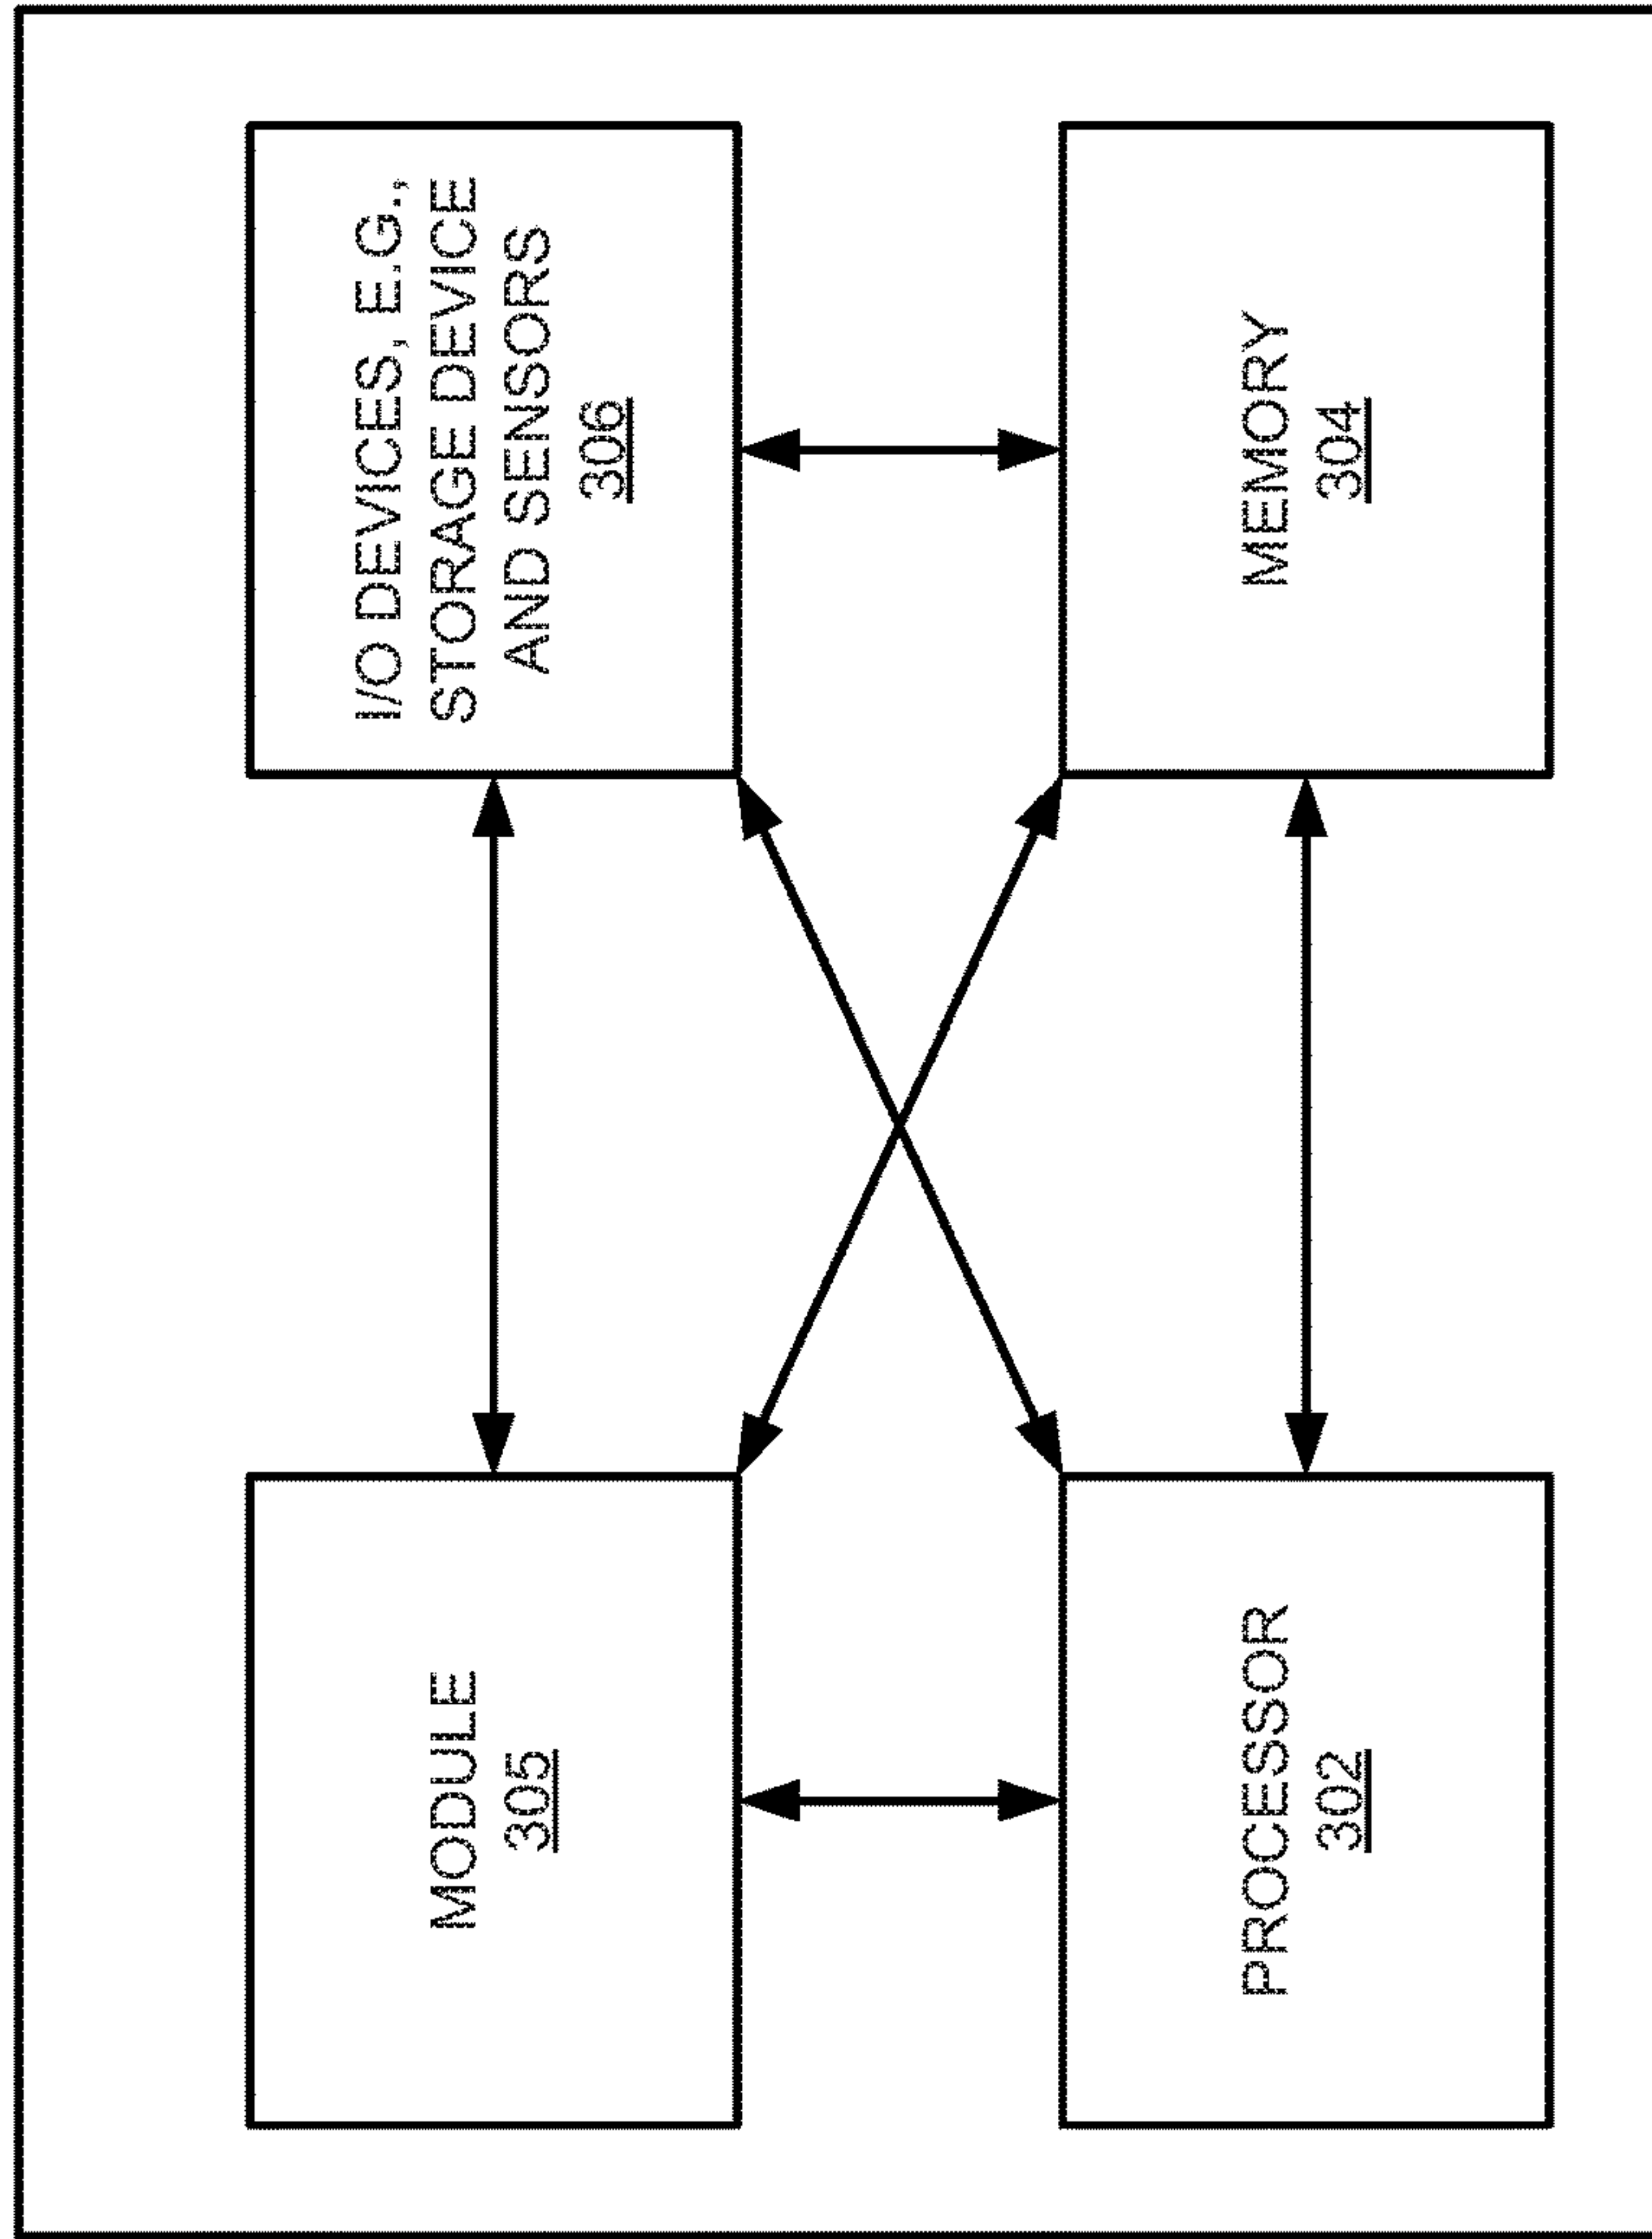 MODULE
305
I/O DEVICES, E.G.,
STORAGE DEVICE
AND SENSORS
306
PROCESSOR
302
MEMORY
304